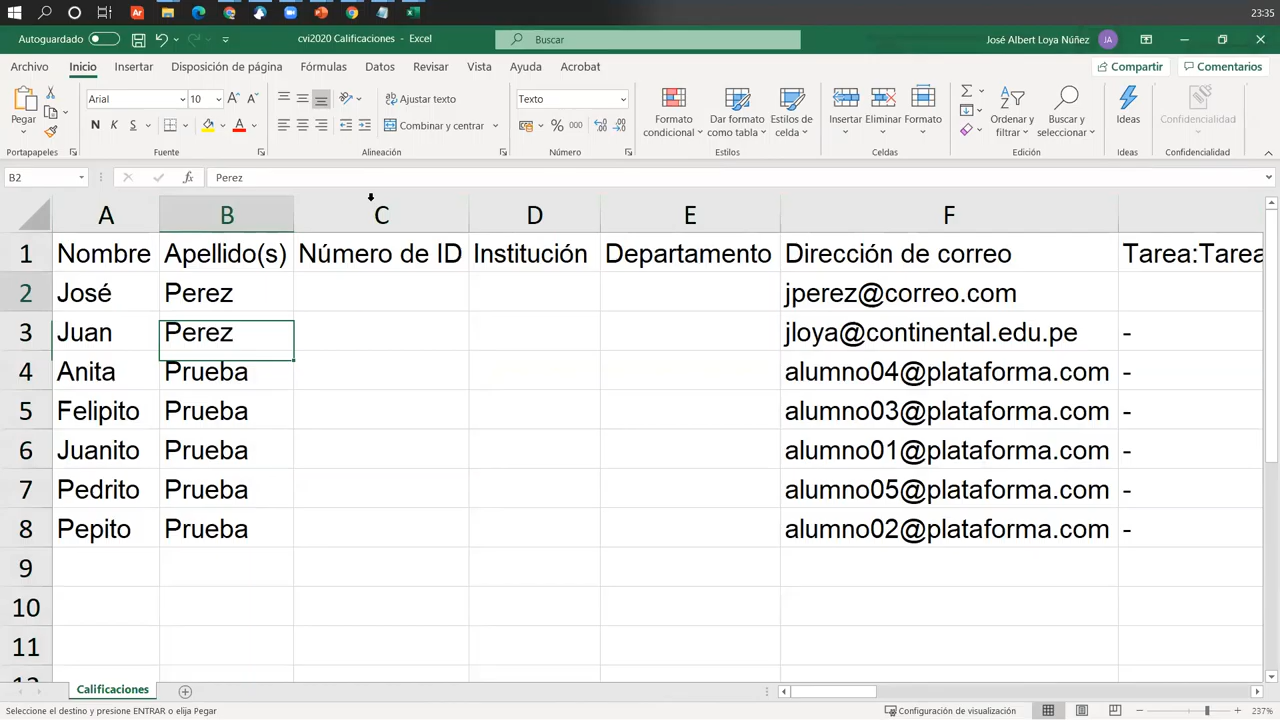 23:35
Autoguardado
cvi2020 Calificaciones - Excel
Buscar
José Albert Loya Núñez
JA
Archivo Inicio Insertar Disposición de página Fórmulas Datos Revisar Vista Ayuda Acrobat
Compartir
Comentarios
Pegar
Arial 10
N K S
Ajustar texto
Combinar y centrar
Texto
% 000
Formato condicional
Dar formato como tabla
Estilos de celda
Insertar Eliminar Formato
Ordenar y filtrar
Buscar y seleccionar
Ideas
Confidencialidad
Portapapeles Fuente Alineación Número Estilos Celdas Edición Ideas Confidencialidad
B2 fx Perez
A B C D E F
1 Nombre Apellido(s) Número de ID Institución Departamento Dirección de correo Tarea:Tarea
2 José Perez jperez@correo.com
3 Juan Perez jloya@continental.edu.pe -
4 Anita Prueba alumno04@plataforma.com -
5 Felipito Prueba alumno03@plataforma.com -
6 Juanito Prueba alumno01@plataforma.com -
7 Pedrito Prueba alumno05@plataforma.com -
8 Pepito Prueba alumno02@plataforma.com -
9
10
11
Calificaciones
Seleccione el destino y presione ENTRAR o elija Pegar
Configuración de visualización
237%